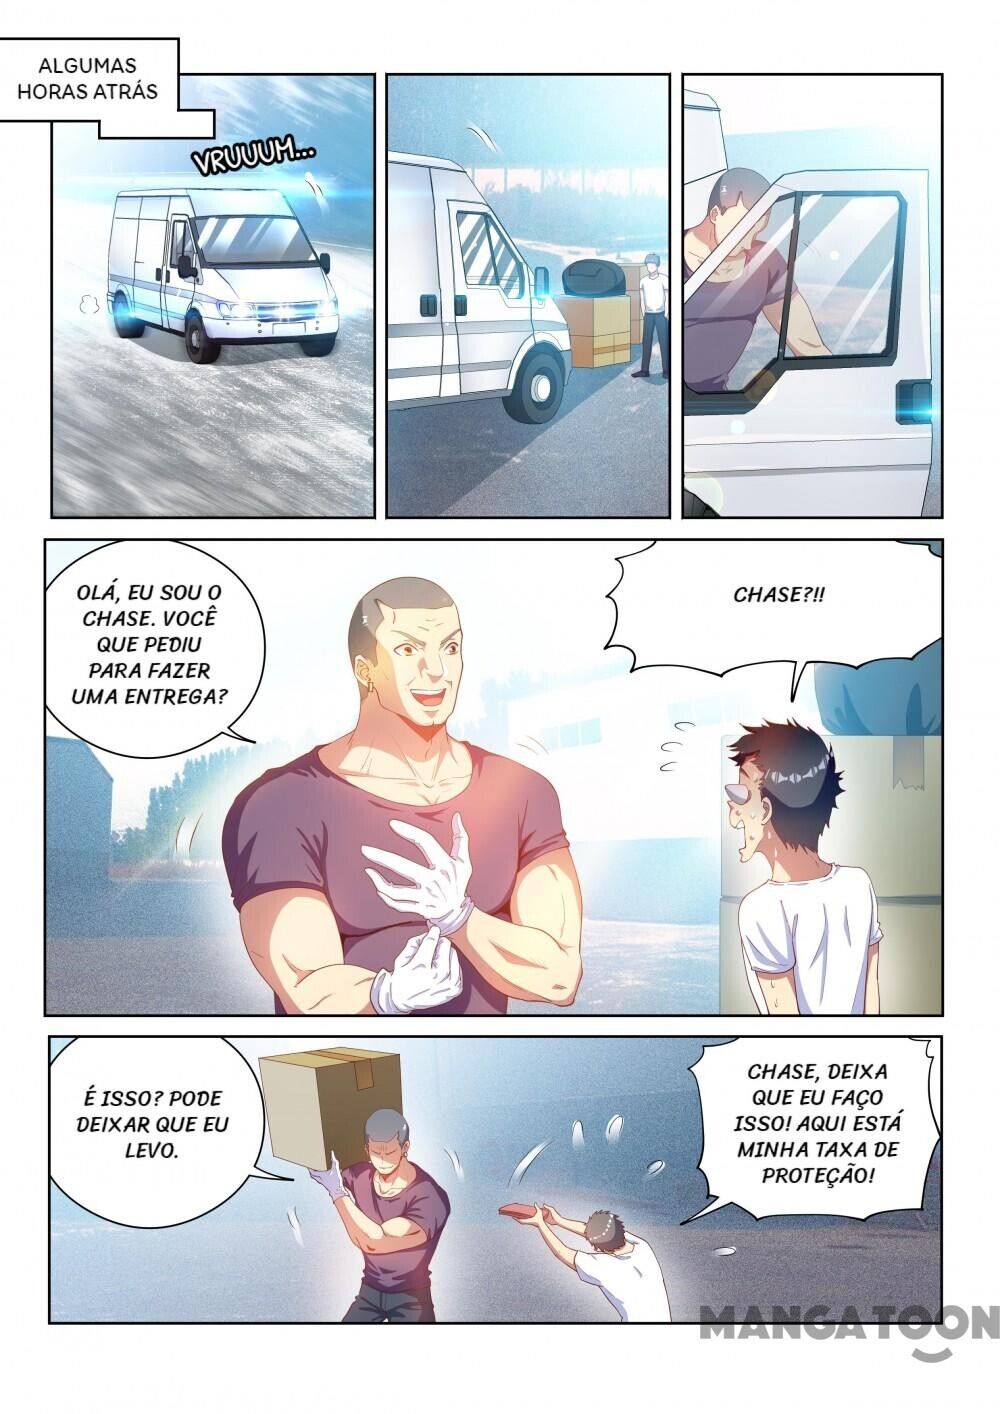 ALGUMAS
HORAS ATRÁS
VRUUUM...
OLÁ, EU SOU O
CHASE. VOCÊ
QUE PEDIU
PARA FAZER
UMA ENTREGA?
CHASE?!!
É ISSO? PODE
DEIXAR QUE EU
LEVO.
CHASE, DEIXA
QUE EU FAÇO
ISSO! AQUI ESTÁ
MINHA TAXA DE
PROTEÇÃO!
MANGATOON